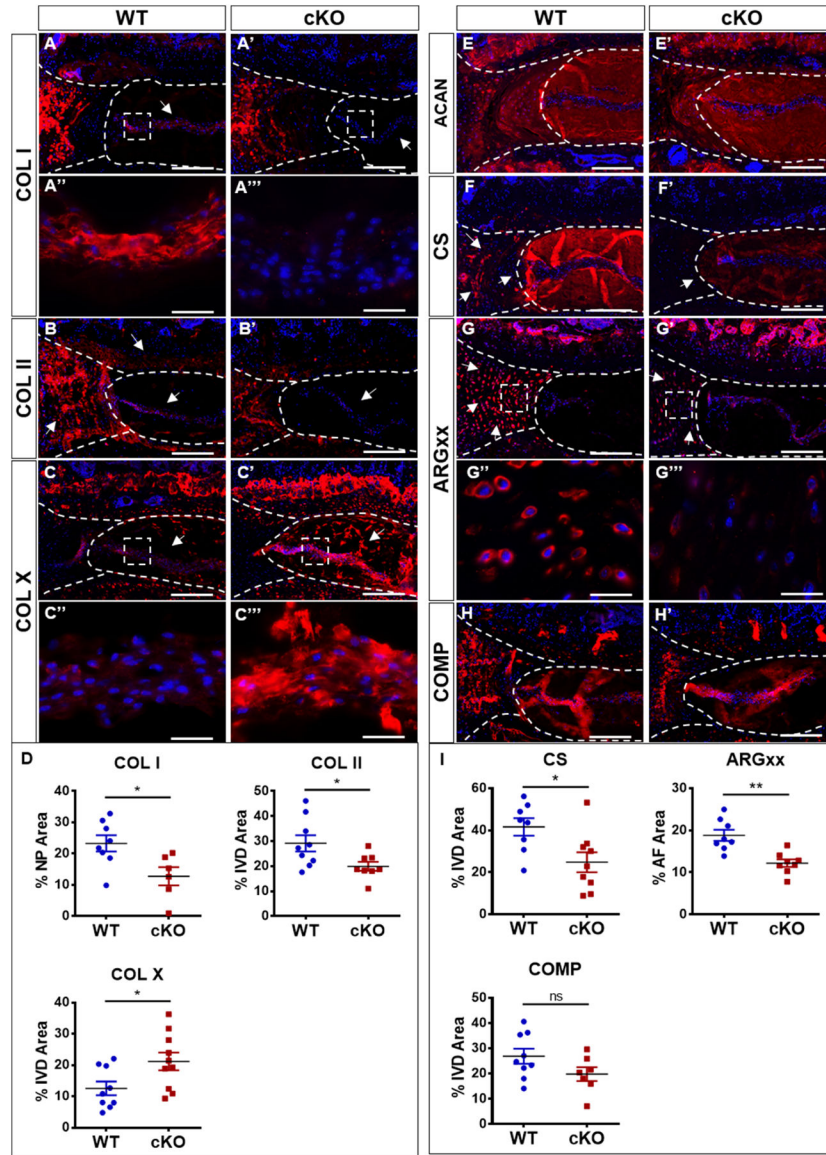 WT cKO WT cKO
A A' E E'
COL I ACAN
A'' A''' F F'
CS
B B' G G'
COL II ARGxx
C C' G'' G'''
COL X
C'' C''' H H'
COMP
D I
COL I COL II CS ARGxx
* * * **
% NP Area % IVD Area % IVD Area % AF Area
40 50 60 30
30 40 40 20
20 30 20 10
10 20 0 0
0 10
0
WT cKO WT cKO WT cKO WT cKO
COL X COMP
* ns
% IVD Area % IVD Area
40 50
30 40
20 30
10 20
0 10
0
WT cKO WT cKO